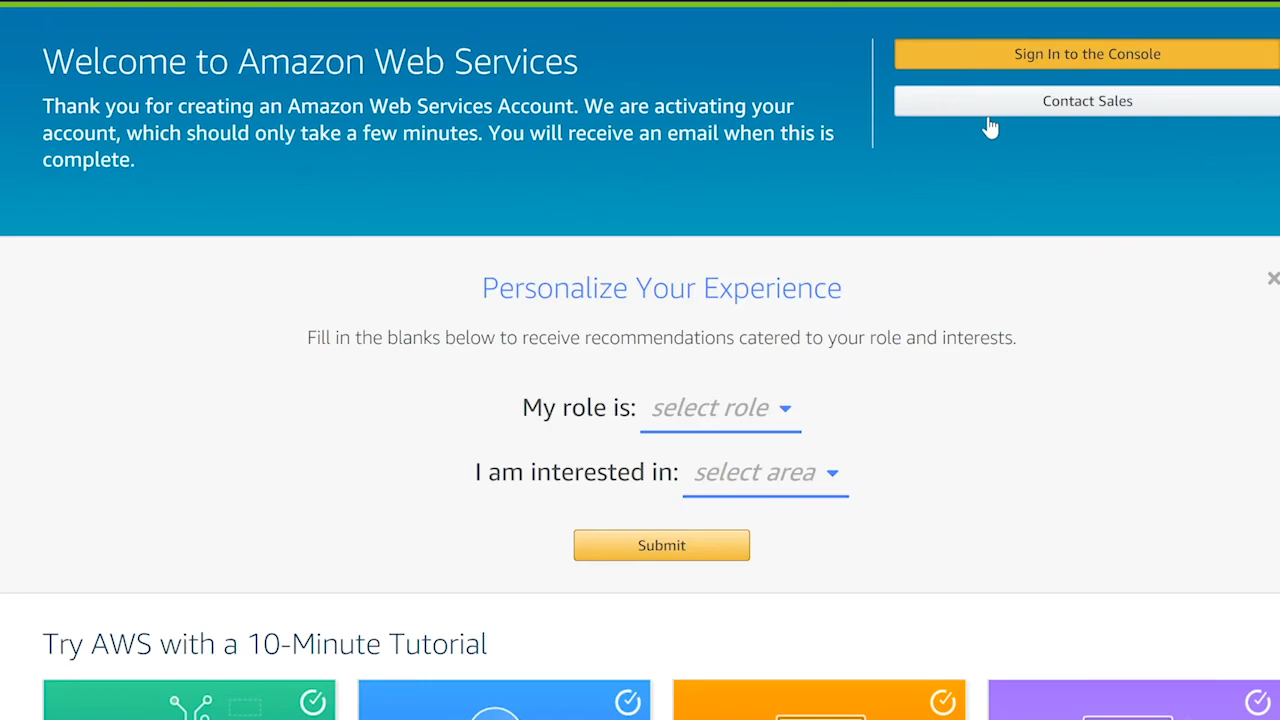 Welcome to Amazon Web Services
Thank you for creating an Amazon Web Services Account. We are activating your
account, which should only take a few minutes. You will receive an email when this is
complete.
Sign In to the Console
Contact Sales
Personalize Your Experience
Fill in the blanks below to receive recommendations catered to your role and interests.
My role is: select role
I am interested in: select area
Submit
Try AWS with a 10-Minute Tutorial